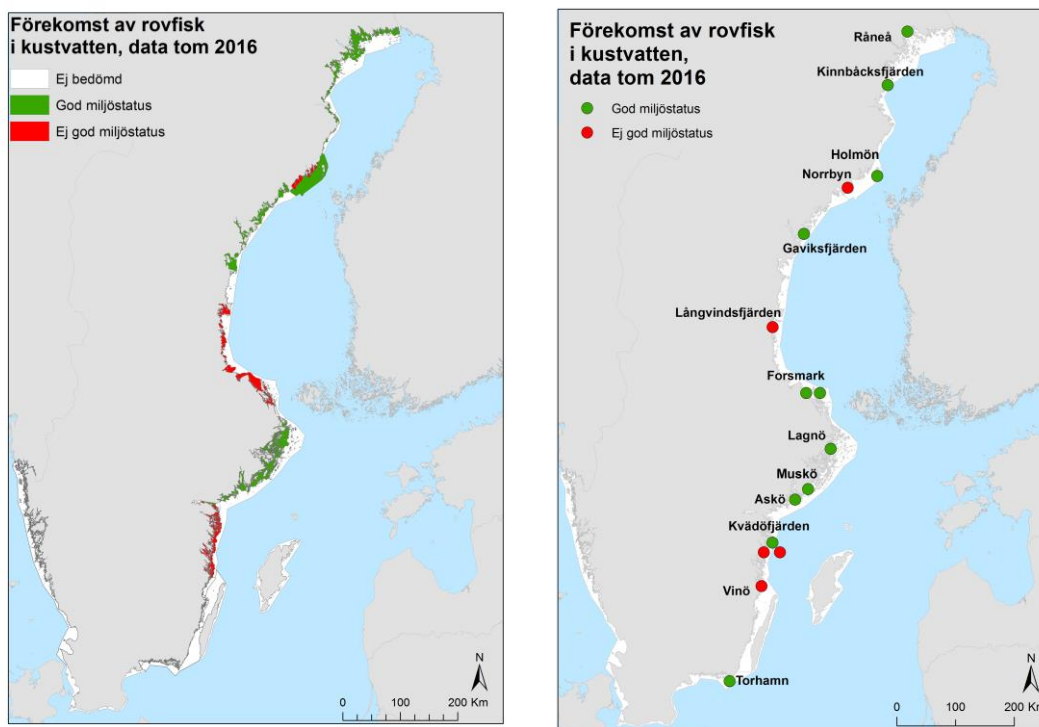 Förekomst av rovfisk
i kustvatten, data tom 2016
Ej bedömd
God miljöstatus
Ej god miljöstatus
N
0 100 200 Km
Förekomst av rovfisk
i kustvatten,
data tom 2016
God miljöstatus
Ej god miljöstatus
Råneå
Kinnbäcksfjärden
Holmön
Norrbyn
Gaviksfjärden
Långvindsfjärden
Forsmark
Lagnö
Muskö
Askö
Kvädöfjärden
Vinö
Torhamn
N
0 100 200 Km